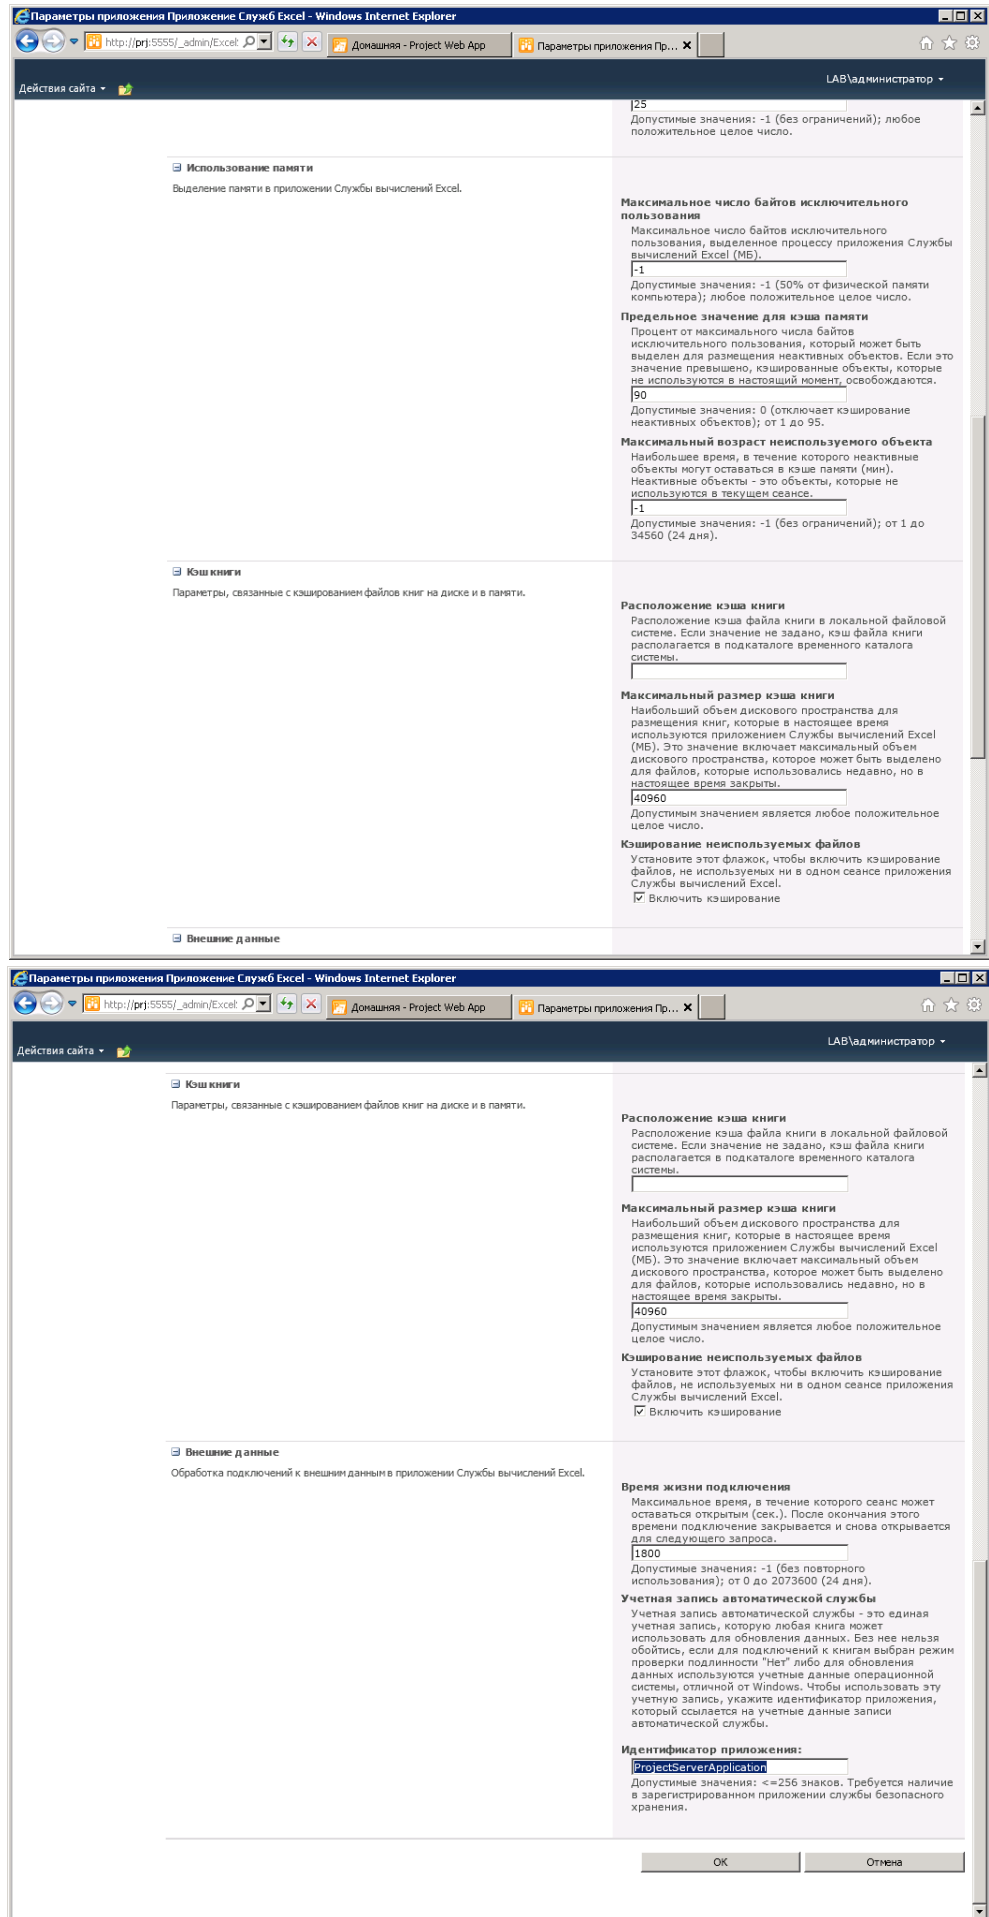 Параметры приложения Приложение Служб Excel - Windows Internet Explorer
http://prj:5555/_admin/Excel
Домашняя - Project Web App
Параметры приложения Пр...
LAB\администратор
Действия сайта
25
Допустимые значения: -1 (без ограничений); любое
положительное целое число.
Использование памяти
Выделение памяти в приложении Службы вычислений Excel.
Максимальное число байтов исключительного
пользования
Максимальное число байтов исключительного
пользования, выделенное процессу приложения Службы
вычислений Excel (МБ).
-1
Допустимые значения: -1 (50% от физической памяти
компьютера); любое положительное целое число.
Предельное значение для кэша памяти
Процент от максимального числа байтов
исключительного пользования, который может быть
выделен для размещения неактивных объектов. Если это
значение превышено, кэшированные объекты, которые
не используются в настоящий момент, освобождаются.
90
Допустимые значения: 0 (отключает кэширование
неактивных объектов); от 1 до 95.
Максимальный возраст неиспользуемого объекта
Наибольшее время, в течение которого неактивные
объекты могут оставаться в кэше памяти (мин).
Неактивные объекты - это объекты, которые не
используются в текущем сеансе.
-1
Допустимые значения: -1 (без ограничений); от 1 до
34560 (24 дня).
Кэш книги
Параметры, связанные с кэшированием файлов книг на диске и в памяти.
Расположение кэша книги
Расположение кэша файла книги в локальной файловой
системе. Если значение не задано, кэш файла книги
располагается в подкаталоге временного каталога
системы.
Максимальный размер кэша книги
Наибольший объем дискового пространства для
размещения книг, которые в настоящее время
используются приложением Службы вычислений Excel
(МБ). Это значение включает максимальный объем
дискового пространства, которое может быть выделено
для файлов, которые использовались недавно, но в
настоящее время закрыты.
40960
Допустимым значением является любое положительное
целое число.
Кэширование неиспользуемых файлов
Установите этот флажок, чтобы включить кэширование
файлов, не используемых ни в одном сеансе приложения
Службы вычислений Excel.
Включить кэширование
Внешние данные
Параметры приложения Приложение Служб Excel - Windows Internet Explorer
http://prj:5555/_admin/Excel
Домашняя - Project Web App
Параметры приложения Пр...
LAB\администратор
Действия сайта
Кэш книги
Параметры, связанные с кэшированием файлов книг на диске и в памяти.
Расположение кэша книги
Расположение кэша файла книги в локальной файловой
системе. Если значение не задано, кэш файла книги
располагается в подкаталоге временного каталога
системы.
Максимальный размер кэша книги
Наибольший объем дискового пространства для
размещения книг, которые в настоящее время
используются приложением Службы вычислений Excel
(МБ). Это значение включает максимальный объем
дискового пространства, которое может быть выделено
для файлов, которые использовались недавно, но в
настоящее время закрыты.
40960
Допустимым значением является любое положительное
целое число.
Кэширование неиспользуемых файлов
Установите этот флажок, чтобы включить кэширование
файлов, не используемых ни в одном сеансе приложения
Службы вычислений Excel.
Включить кэширование
Внешние данные
Обработка подключений к внешним данным в приложении Службы вычислений Excel.
Время жизни подключения
Максимальное время, в течение которого сеанс может
оставаться открытым (сек.). После окончания этого
времени подключение закрывается и снова открывается
для следующего запроса.
1800
Допустимые значения: -1 (без повторного
использования); от 0 до 2073600 (24 дня).
Учетная запись автоматической службы
Учетная запись автоматической службы - это единая
учетная запись, которую любая книга может
использовать для обновления данных. Без нее нельзя
обойтись, если для подключений к книгам выбран режим
проверки подлинности "Нет" либо для обновления
данных используются учетные данные операционной
системы, отличной от Windows. Чтобы использовать эту
учетную запись, укажите идентификатор приложения,
который ссылается на учетные данные записи
автоматической службы.
Идентификатор приложения:
ProjectServerApplication
Допустимые значения: <=256 знаков. Требуется наличие
в зарегистрированном приложении службы безопасного
хранения.
ОК
Отмена